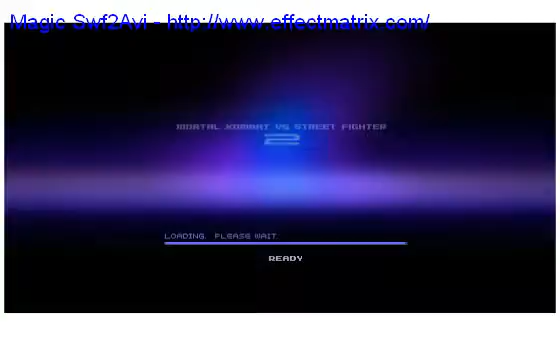 Magic Swf2Avi - http://www.effectmatrix.com/
MORTAL KOMBAT VS STREET FIGHTER
2
LOADING. PLEASE WAIT
READY